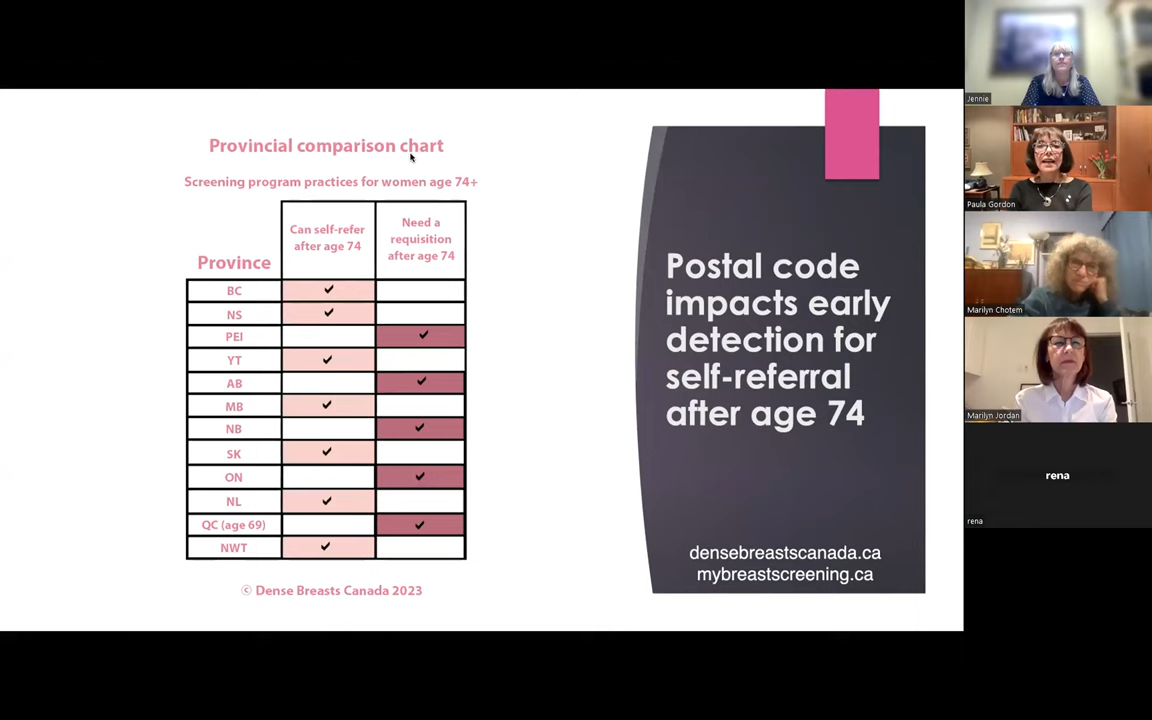 Provincial comparison chart
Screening program practices for women age 74+
Province
Can self-refer
after age 74
Need a
requisition
after age 74
BC ✓
NS ✓
PEI ✓
YT ✓
AB ✓
MB ✓
NB ✓
SK ✓
ON ✓
NL ✓
QC (age 69) ✓
NWT ✓
© Dense Breasts Canada 2023
Postal code
impacts early
detection for
self-referral
after age 74
densebreastscanada.ca
mybreastscreening.ca
Jennie
Paula Gordon
Marilyn Chotem
Marilyn Jordan
rena
rena